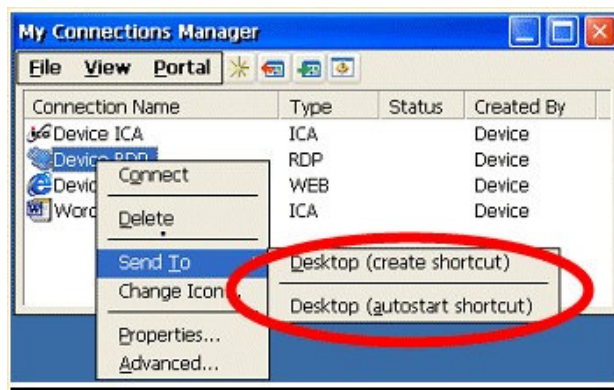 My Connections Manager
File View Portal
Connection Name Type Status Created By
Device ICA ICA Device
Device RDP RDP Device
Devic WEB Device
Word ICA Device
Connect
Delete
Send To
Change Icon..
Properties...
Advanced...
Desktop (create shortcut)
Desktop (autostart shortcut)